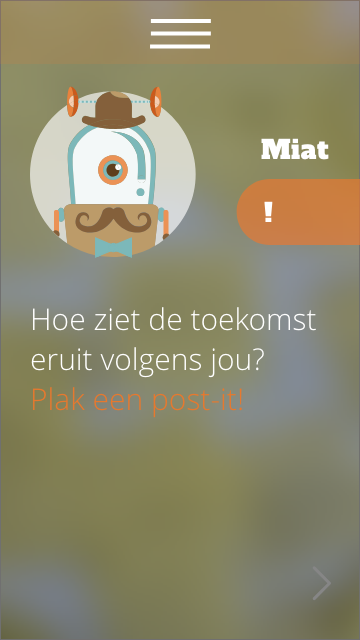 Miat
!
Hoe ziet de toekomst
eruit volgens jou?
Plak een post-it!